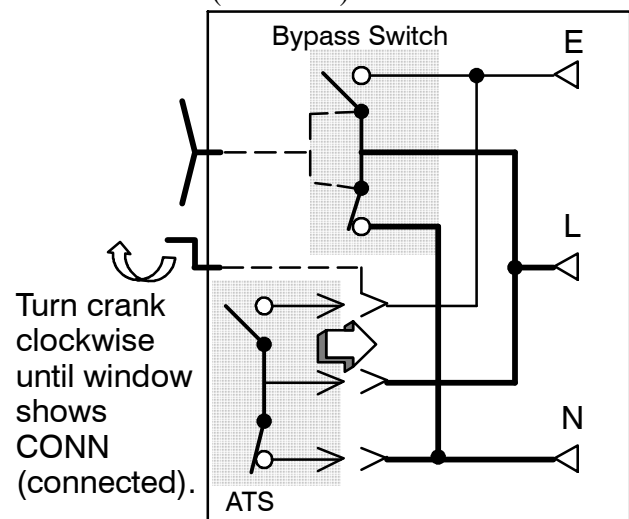 Bypass Switch
E
L
Turn crank
clockwise
until window
shows
CONN
(connected).
N
ATS